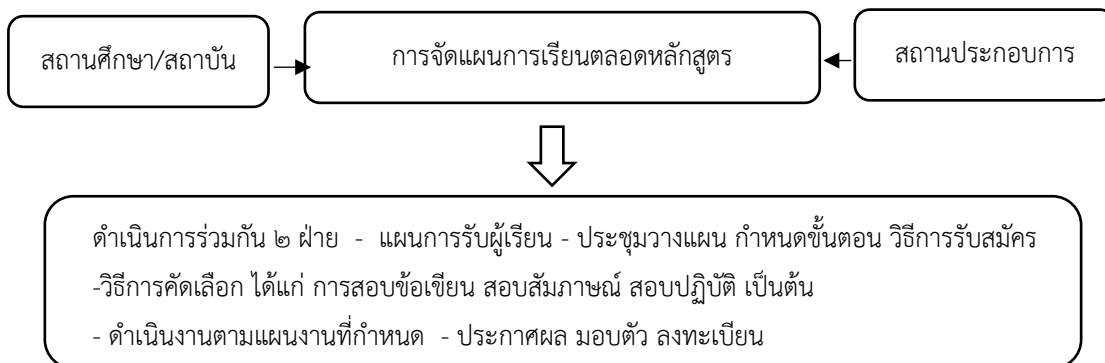 สถานศึกษา/สถาบัน
การจัดแผนการเรียนตลอดหลักสูตร
สถานประกอบการ
ดำเนินการร่วมกัน ๒ ฝ่าย - แผนการรับผู้เรียน - ประชุมวางแผน กำหนดขั้นตอน วิธีการรับสมัคร
-วิธีการคัดเลือก ได้แก่ การสอบข้อเขียน สอบสัมภาษณ์ สอบปฏิบัติ เป็นต้น
- ดำเนินงานตามแผนงานที่กำหนด - ประกาศผล มอบตัว ลงทะเบียน